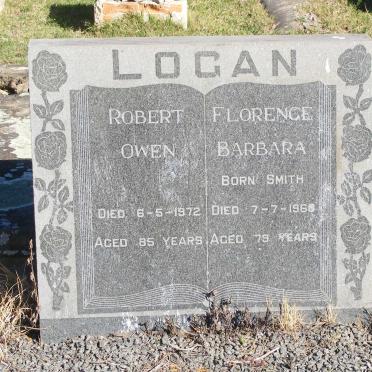 LOGAN
ROBERT
OWEN
DIED 6-5-1972
AGED 85 YEARS
FLORENCE
BARBARA
BORN SMITH
DIED 7-7-1968
AGED 79 YEARS